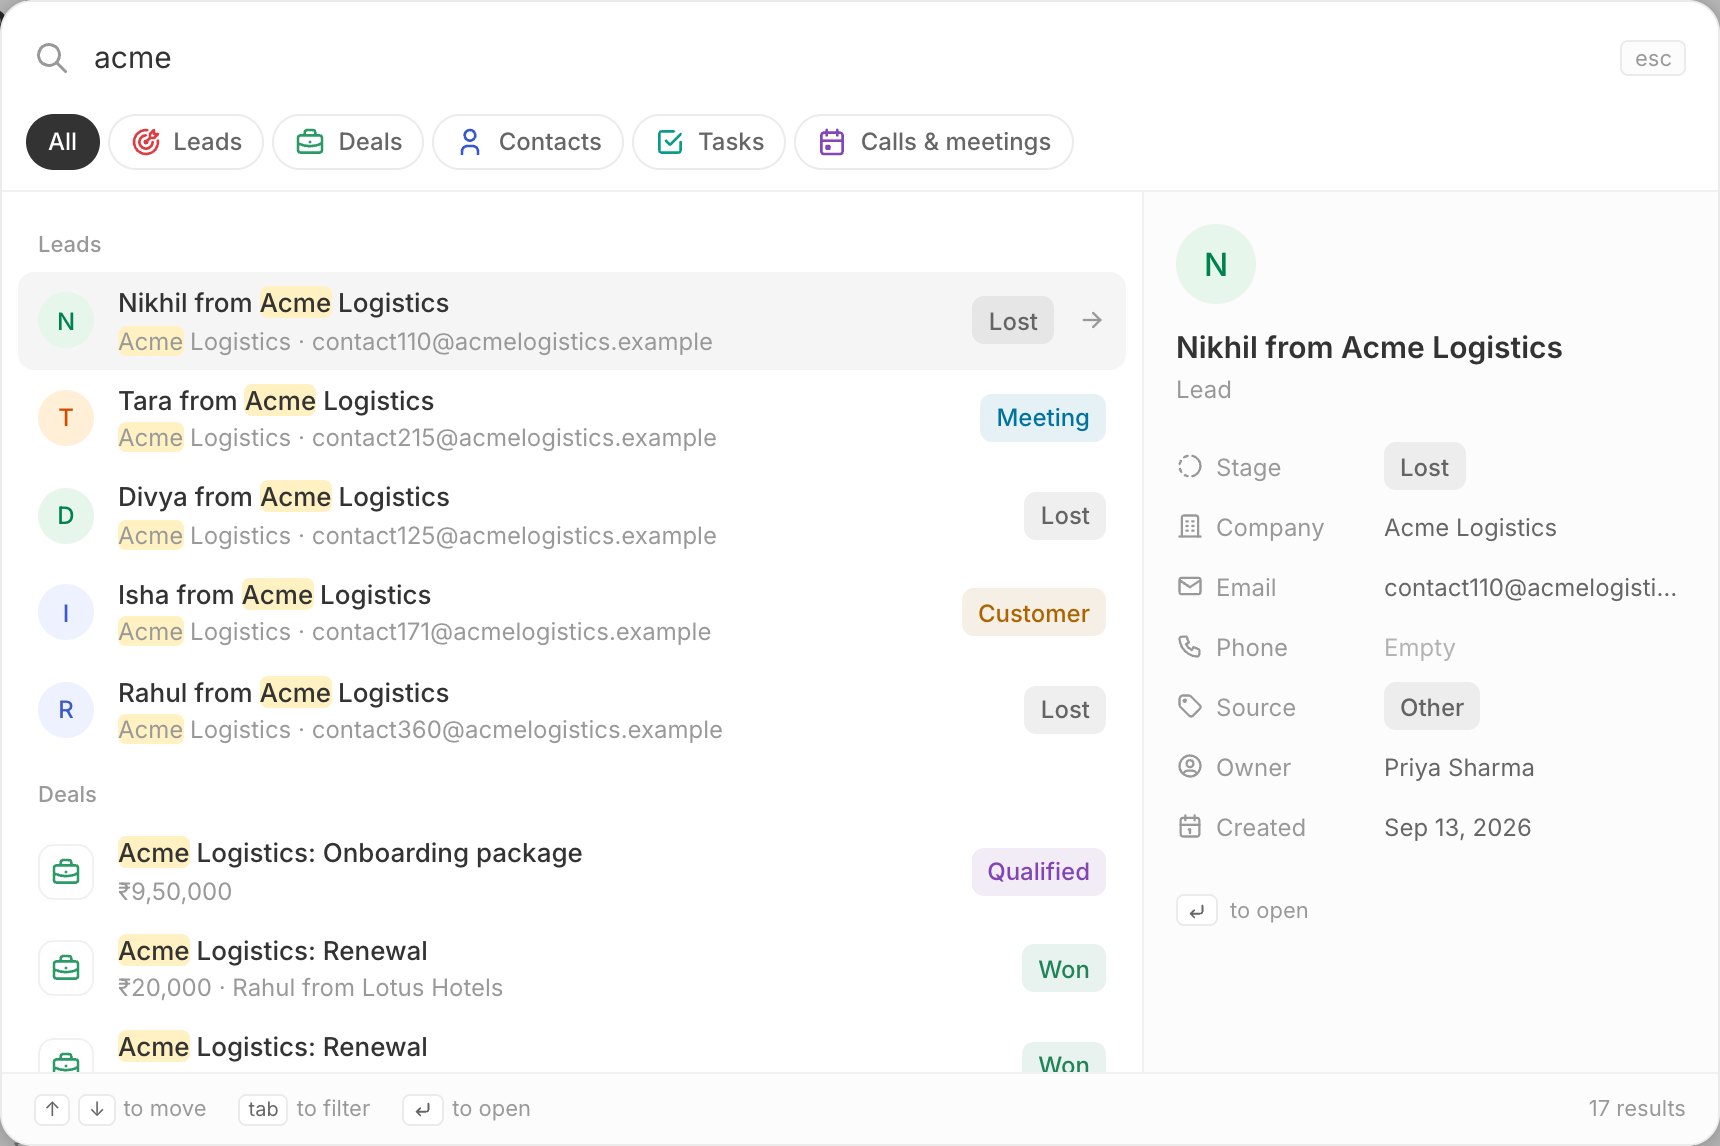 acme
esc
All
Leads
Deals
Contacts
Tasks
Calls & meetings
Leads
N
Nikhil from Acme Logistics
Acme Logistics · contact110@acmelogistics.example
Lost
T
Tara from Acme Logistics
Acme Logistics · contact215@acmelogistics.example
Meeting
D
Divya from Acme Logistics
Acme Logistics · contact125@acmelogistics.example
Lost
I
Isha from Acme Logistics
Acme Logistics · contact171@acmelogistics.example
Customer
R
Rahul from Acme Logistics
Acme Logistics · contact360@acmelogistics.example
Lost
Deals
Acme Logistics: Onboarding package
₹9,50,000
Qualified
Acme Logistics: Renewal
₹20,000 · Rahul from Lotus Hotels
Won
Acme Logistics: Renewal
Won
N
Nikhil from Acme Logistics
Lead
Stage Lost
Company Acme Logistics
Email contact110@acmelogisti...
Phone Empty
Source Other
Owner Priya Sharma
Created Sep 13, 2026
↵ to open
↑ ↓ to move tab to filter ↵ to open
17 results